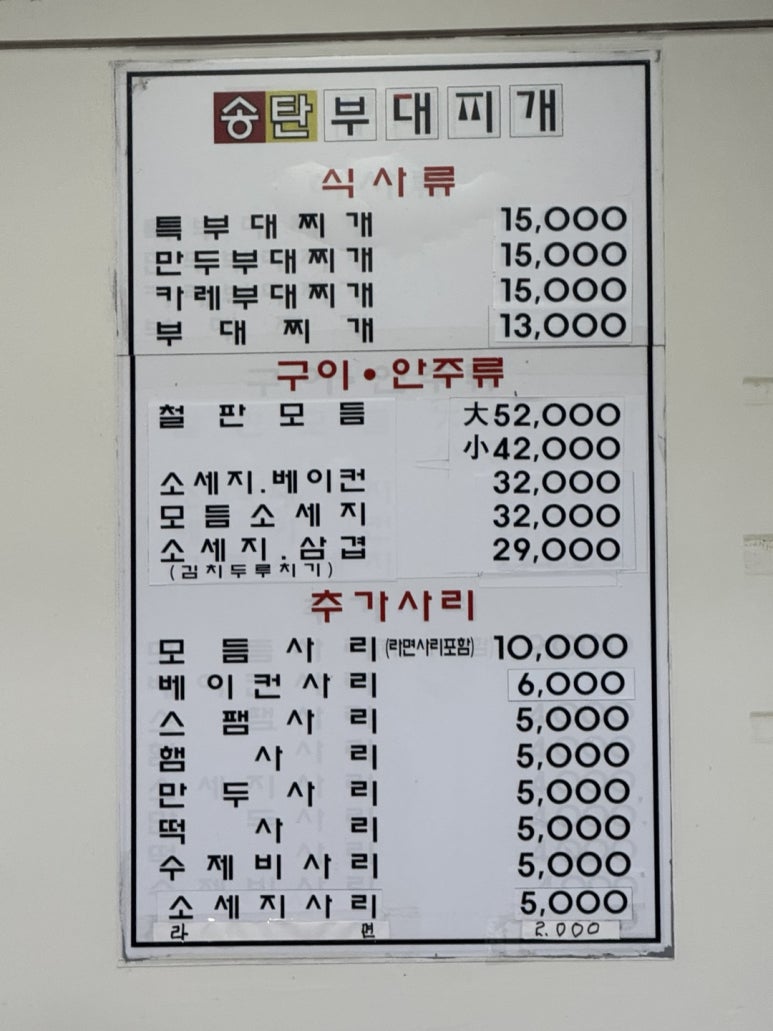 송탄부대찌개
식사류
특부대찌개 15,000
만두부대찌개 15,000
카레부대찌개 15,000
부대찌개 13,000
구이•안주류
철판모듬 大52,000
小42,000
소세지.베이컨 32,000
모듬소세지 32,000
소세지.삼겹 29,000
(김치두루치기)
추가사리
모듬사리(라면사리포함) 10,000
베이컨사리 6,000
스팸사리 5,000
햄사리 5,000
만두사리 5,000
떡사리 5,000
수제비사리 5,000
소세지사리 5,000
라면 2.000